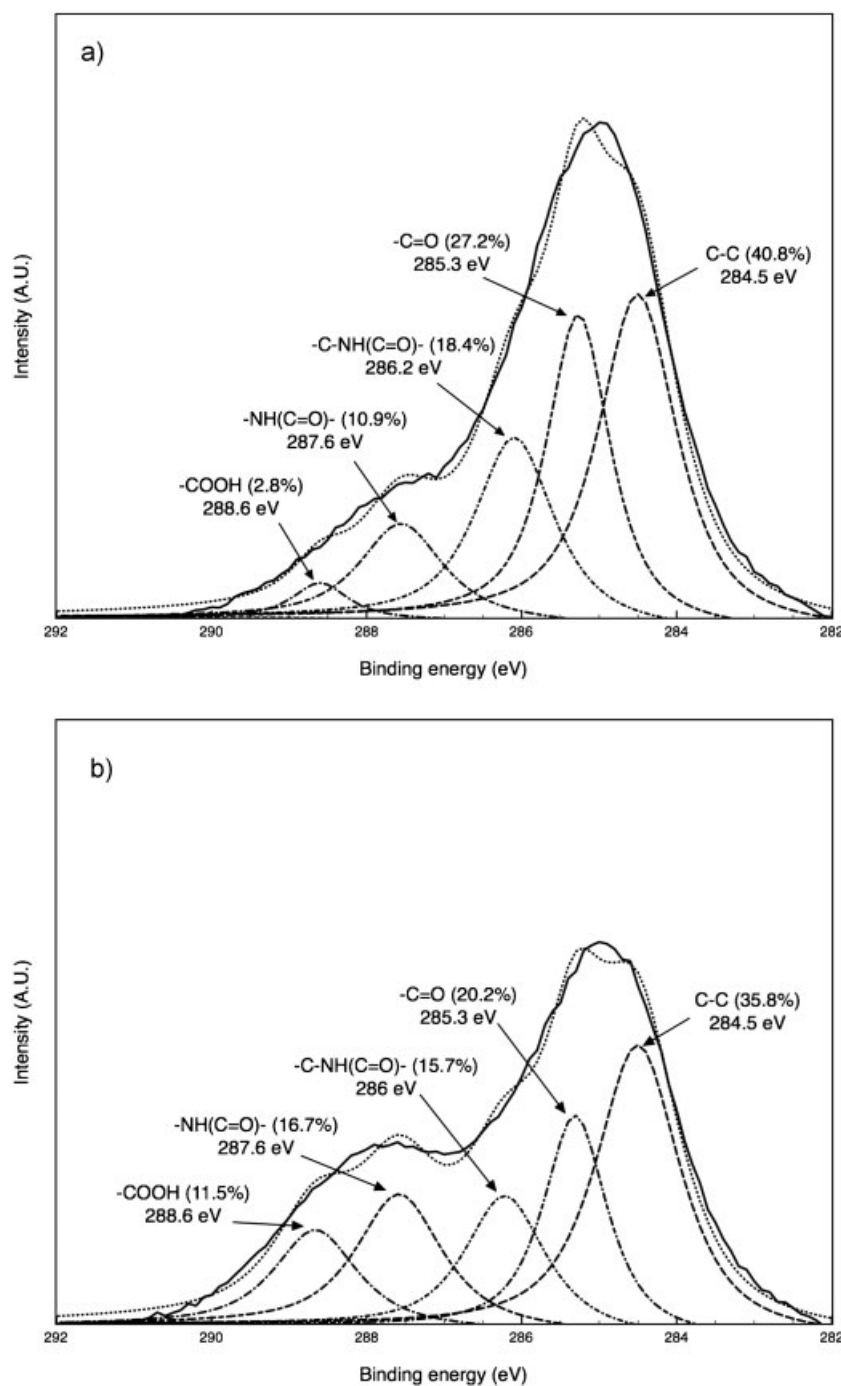 a)
Intensity (A.U.)
-C=O (27.2%)
285.3 eV
C-C (40.8%)
284.5 eV
-C-NH(C=O)- (18.4%)
286.2 eV
-NH(C=O)- (10.9%)
287.6 eV
-COOH (2.8%)
288.6 eV
292 290 288 286 284 282
Binding energy (eV)
b)
Intensity (A.U.)
-C=O (20.2%)
285.3 eV
C-C (35.8%)
284.5 eV
-C-NH(C=O)- (15.7%)
286 eV
-NH(C=O)- (16.7%)
287.6 eV
-COOH (11.5%)
288.6 eV
292 290 288 286 284 282
Binding energy (eV)